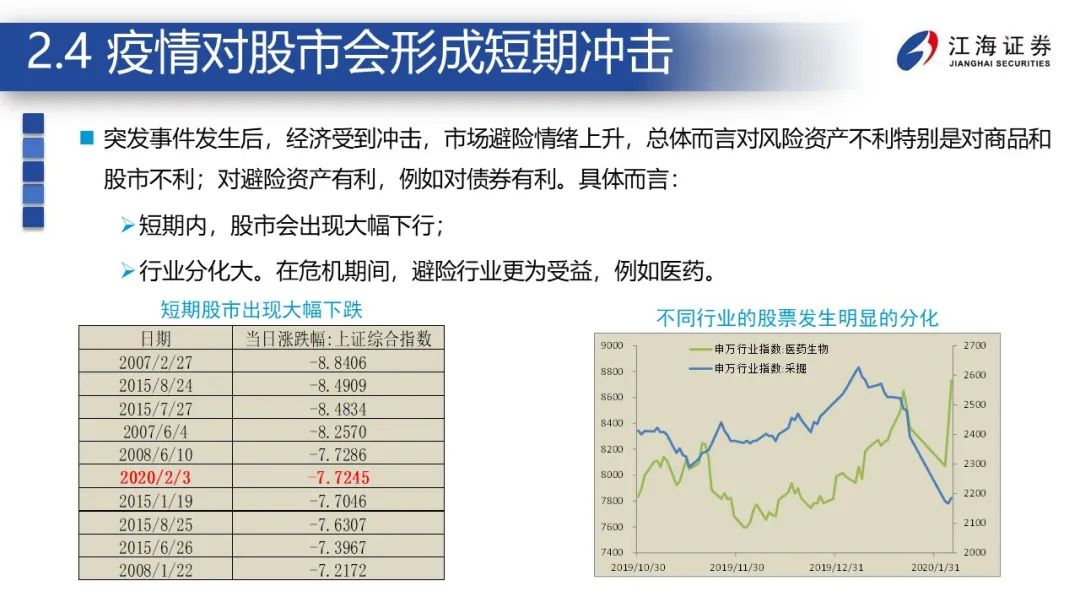 2.4 疫情对股市会形成短期冲击
江海证券
JIANGHAI SECURITIES
突发事件发生后，经济受到冲击，市场避险情绪上升，总体而言对风险资产不利特别是对商品和
股市不利；对避险资产有利，例如对债券有利。具体而言：
短期内，股市会出现大幅下行；
行业分化大。在危机期间，避险行业更为受益，例如医药。
短期股市出现大幅下跌
日期 当日涨跌幅:上证综合指数
2007/2/27 -8.8406
2015/8/24 -8.4909
2015/7/27 -8.4834
2007/6/4 -8.2570
2008/6/10 -7.7286
2020/2/3 -7.7245
2015/1/19 -7.7046
2015/8/25 -7.6307
2015/6/26 -7.3967
2008/1/22 -7.2172
不同行业的股票发生明显的分化
申万行业指数:医药生物
申万行业指数:采掘
9000 2700
8800 2600
8600 2500
8400 2400
8200 2300
8000 2200
7800 2100
7600 2000
7400
2019/10/30 2019/11/30 2019/12/31 2020/1/31